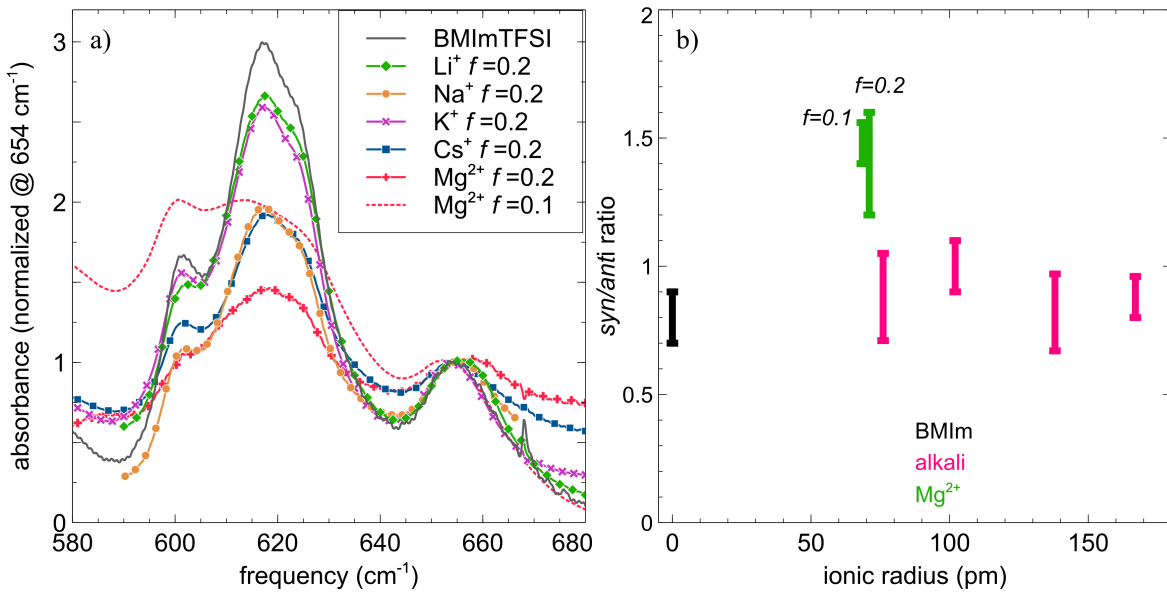 a)
BMImTFSI
Li⁺ f=0.2
Na⁺ f=0.2
K⁺ f=0.2
Cs⁺ f=0.2
Mg²⁺ f=0.2
Mg²⁺ f=0.1
absorbance (normalized @ 654 cm⁻¹)
3
2
1
0
580 600 620 640 660 680
frequency (cm⁻¹)
b)
f=0.2
f=0.1
syn/anti ratio
2
1.5
1
0.5
0
BMIm
alkali
Mg²⁺
0 50 100 150
ionic radius (pm)